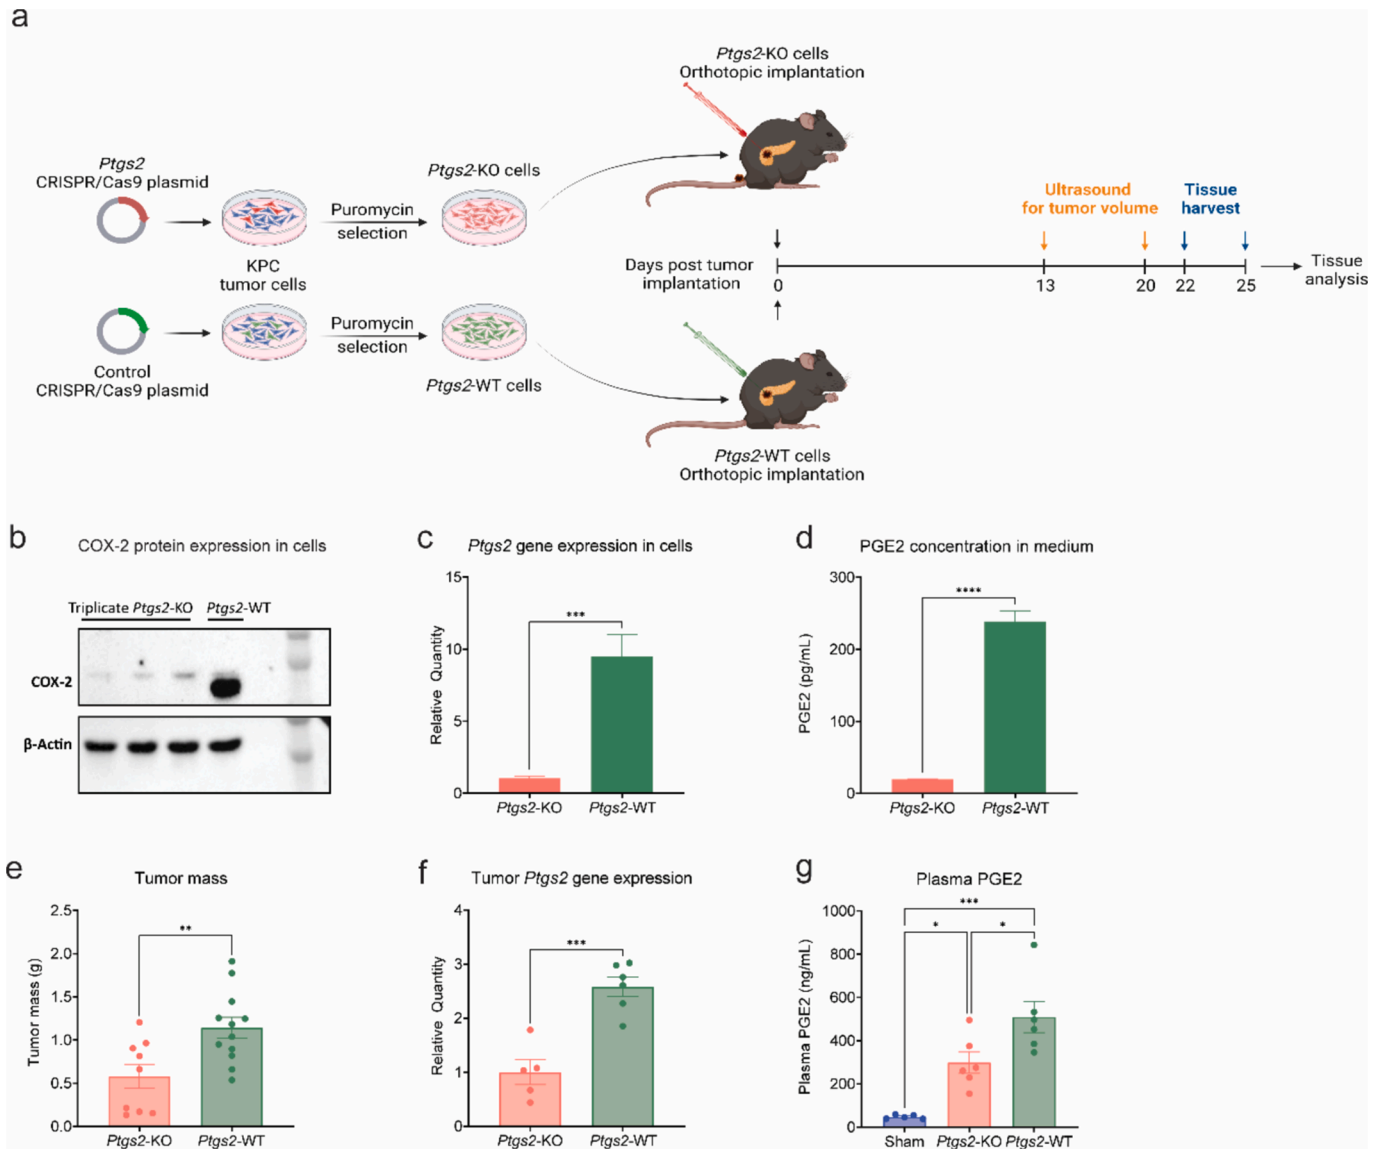 a
Ptgs2-KO cells
Orthotopic implantation
Ptgs2
CRISPR/Cas9 plasmid
Puromycin
selection
Ptgs2-KO cells
KPC
tumor cells
Control
CRISPR/Cas9 plasmid
Puromycin
selection
Ptgs2-WT cells
Ptgs2-WT cells
Orthotopic implantation
Days post tumor
implantation
Ultrasound
for tumor volume
Tissue
harvest
0
13
20
22
25
Tissue
analysis
b
COX-2 protein expression in cells
Triplicate Ptgs2-KO
Ptgs2-WT
COX-2
β-Actin
c
Ptgs2 gene expression in cells
Relative Quantity
15
10
5
0
***
Ptgs2-KO
Ptgs2-WT
d
PGE2 concentration in medium
PGE2 (pg/mL)
300
200
100
0
****
Ptgs2-KO
Ptgs2-WT
e
Tumor mass
Tumor mass (g)
2.5
2.0
1.5
1.0
0.5
0.0
**
Ptgs2-KO
Ptgs2-WT
f
Tumor Ptgs2 gene expression
Relative Quantity
4
3
2
1
0
***
Ptgs2-KO
Ptgs2-WT
g
Plasma PGE2
Plasma PGE2 (ng/mL)
1000
800
600
400
200
0
***
*
*
Sham
Ptgs2-KO
Ptgs2-WT